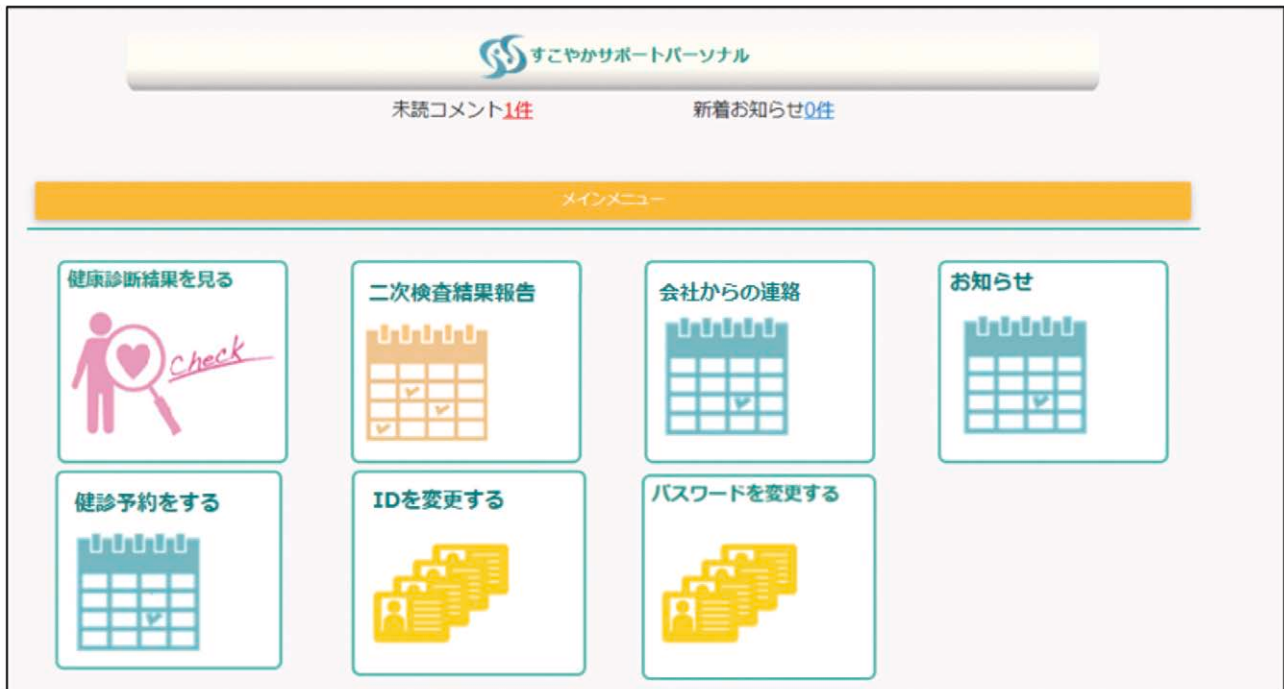 すこやかサポートパーソナル
未読コメント1件 新着お知らせ0件
メインメニュー
健康診断結果を見る
Check
二次検査結果報告
会社からの連絡
お知らせ
健診予約をする
IDを変更する
パスワードを変更する